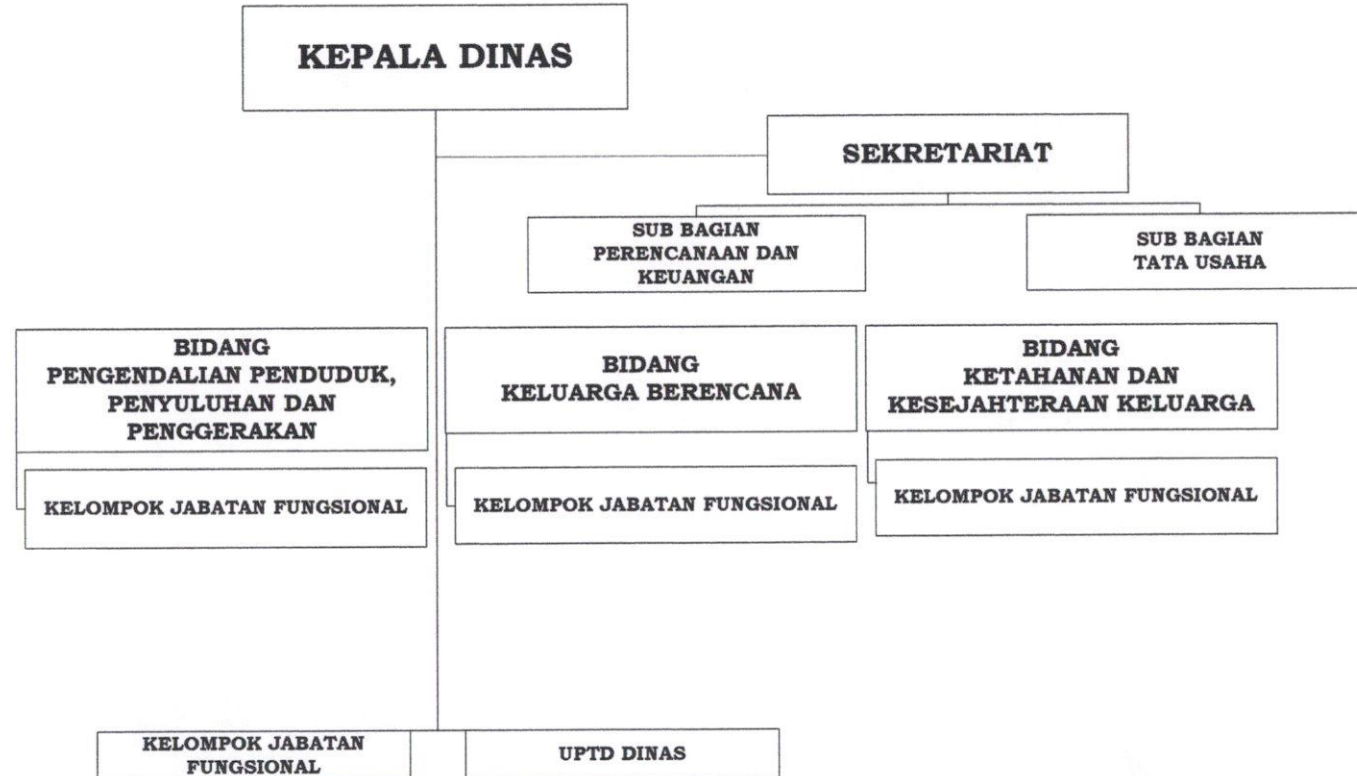 KEPALA DINAS
SEKRETARIAT
SUB BAGIAN
PERENCANAAN DAN
KEUANGAN
SUB BAGIAN
TATA USAHA
BIDANG
PENGENDALIAN PENDUDUK,
PENYULUHAN DAN
PENGGERAKAN
BIDANG
KELUARGA BERENCANA
BIDANG
KETAHANAN DAN
KESEJAHTERAAN KELUARGA
KELOMPOK JABATAN FUNGSIONAL
KELOMPOK JABATAN FUNGSIONAL
KELOMPOK JABATAN FUNGSIONAL
KELOMPOK JABATAN
FUNGSIONAL
UPTD DINAS